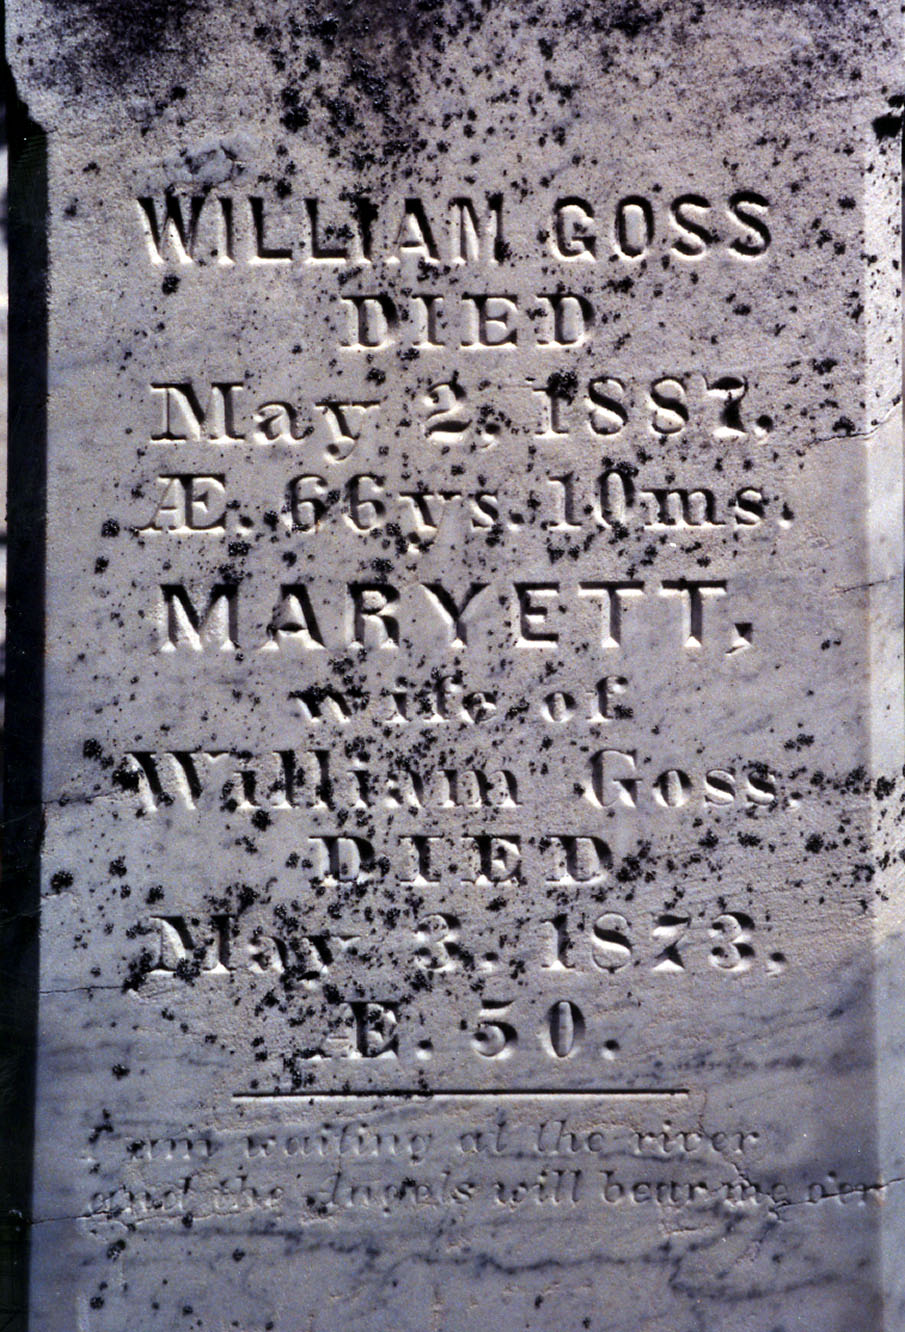 WILLIAM GOSS
DIED
May 2, 1887.
Æ. 66 ys. 10 ms.
MARYETT,
wife of
William Goss,
DIED
May 3. 1873.
Æ. 50.
I am waiting at the river
and the Angels will bear me o'er